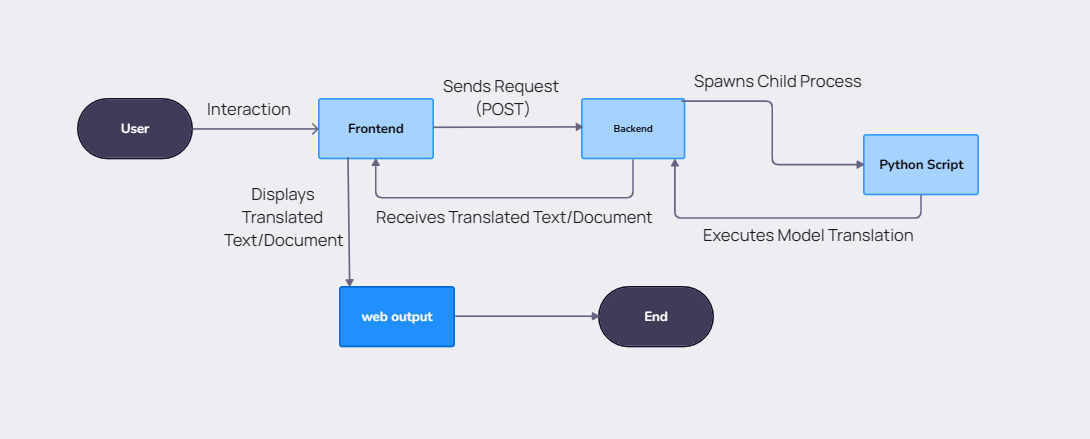 User
Interaction
Frontend
Sends Request
(POST)
Backend
Spawns Child Process
Python Script
Displays
Translated
Text/Document
Receives Translated Text/Document
Executes Model Translation
web output
End